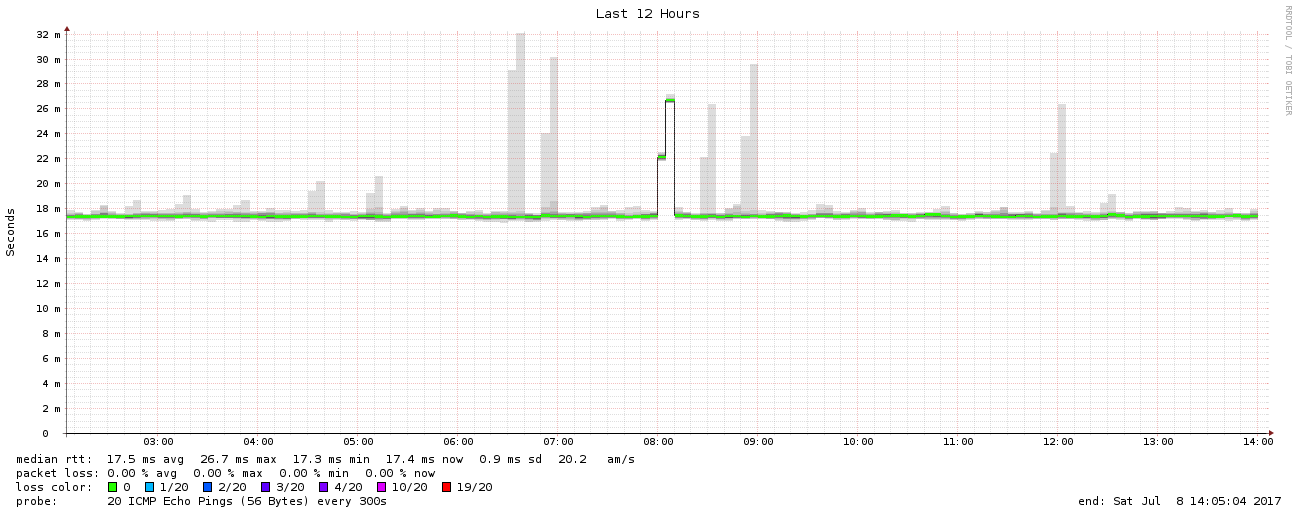 Last 12 Hours
RRDTOOL / TOBI OETIKER
Seconds
32 m
30 m
28 m
26 m
24 m
22 m
20 m
18 m
16 m
14 m
12 m
10 m
8 m
6 m
4 m
2 m
0
03:00 04:00 05:00 06:00 07:00 08:00 09:00 10:00 11:00 12:00 13:00 14:00
median rtt: 17.5 ms avg 26.7 ms max 17.3 ms min 17.4 ms now 0.9 ms sd 20.2 am/s
packet loss: 0.00 % avg 0.00 % max 0.00 % min 0.00 % now
loss color: 0 1/20 2/20 3/20 4/20 10/20 19/20
probe: 20 ICMP Echo Pings (56 Bytes) every 300s end: Sat Jul 8 14:05:04 2017